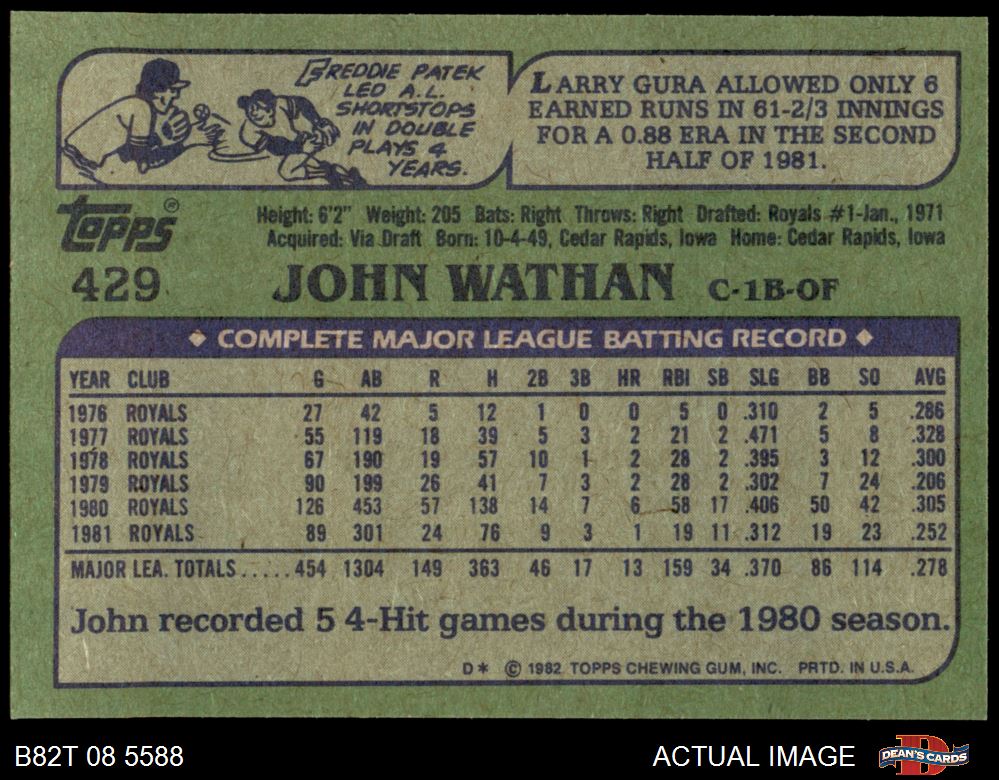 FREDDIE PATEK
LED A.L.
SHORTSTOPS
IN DOUBLE
PLAYS 4
YEARS.
LARRY GURA ALLOWED ONLY 6
EARNED RUNS IN 61-2/3 INNINGS
FOR A 0.88 ERA IN THE SECOND
HALF OF 1981.
topps®
Height: 6'2" Weight: 205 Bats: Right Throws: Right Drafted: Royals #1-Jan., 1971
Acquired: Via Draft Born: 10-4-49, Cedar Rapids, Iowa Home: Cedar Rapids, Iowa
429 JOHN WATHAN C-1B-OF
◆ COMPLETE MAJOR LEAGUE BATTING RECORD ◆
YEAR CLUB G AB R H 2B 3B HR RBI SB SLG BB SO AVG
1976 ROYALS 27 42 5 12 1 0 0 5 0 .310 2 5 .286
1977 ROYALS 55 119 18 39 5 3 2 21 2 .471 5 8 .328
1978 ROYALS 67 190 19 57 10 1 2 28 2 .395 3 12 .300
1979 ROYALS 90 199 26 41 7 3 2 28 2 .302 7 24 .206
1980 ROYALS 126 453 57 138 14 7 6 58 17 .406 50 42 .305
1981 ROYALS 89 301 24 76 9 3 1 19 11 .312 19 23 .252
MAJOR LEA. TOTALS.....454 1304 149 363 46 17 13 159 34 .370 86 114 .278
John recorded 5 4-Hit games during the 1980 season.
D* © 1982 TOPPS CHEWING GUM, INC. PRTD. IN U.S.A.
B82T 08 5588 ACTUAL IMAGE D DEAN'S CARDS